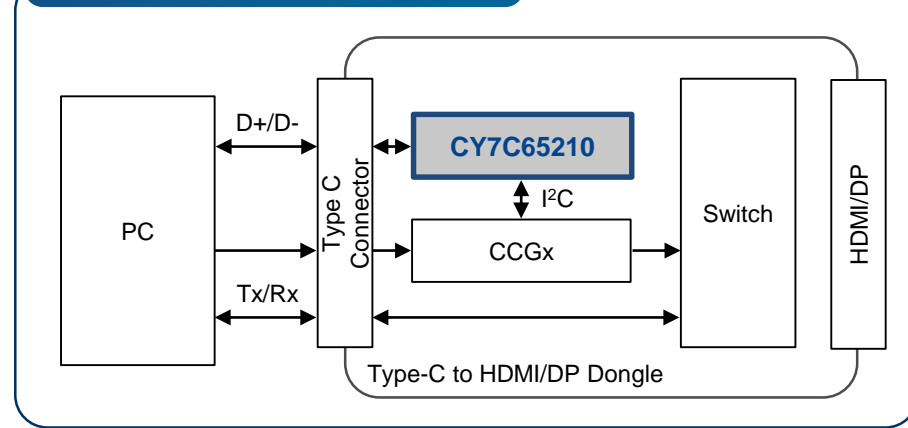 D+/D-
CY7C65210
I²C
PC
Type C
Connector
CCGx
Switch
HDMI/DP
Tx/Rx
Type-C to HDMI/DP Dongle